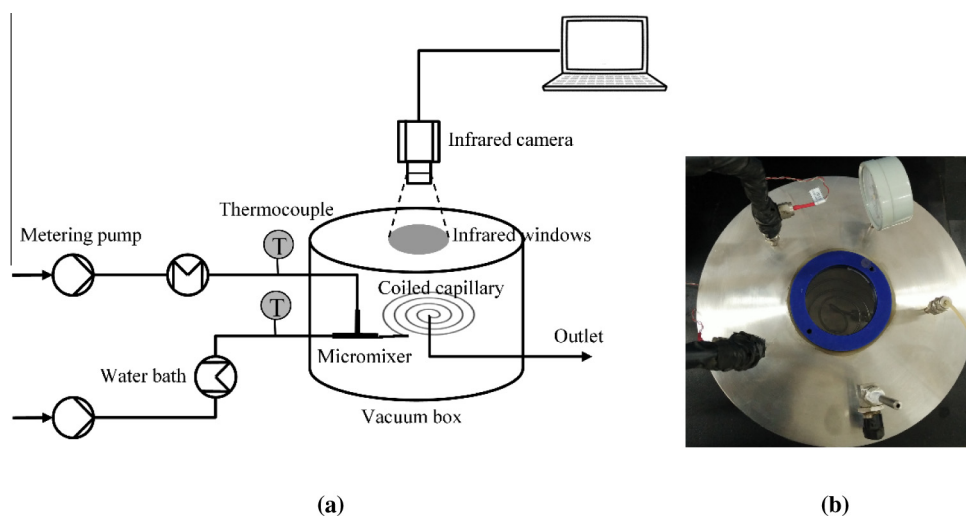 Infrared camera
Thermocouple
Metering pump
T
Infrared windows
Coiled capillary
T
Micromixer
Outlet
Water bath
Vacuum box
(a)
(b)